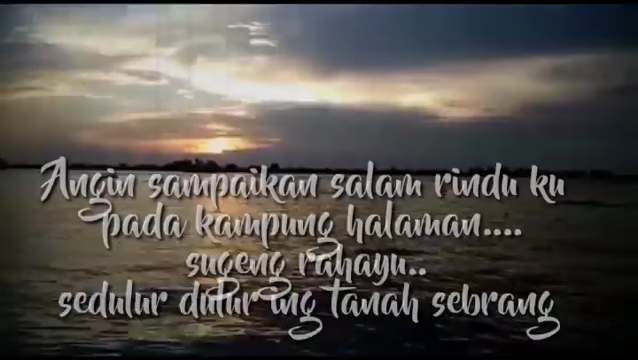 Angin sampaikan salam rindu ku
pada kampung halaman....
sugeng rahayu..
sedulur dulur ing tanah sebrang